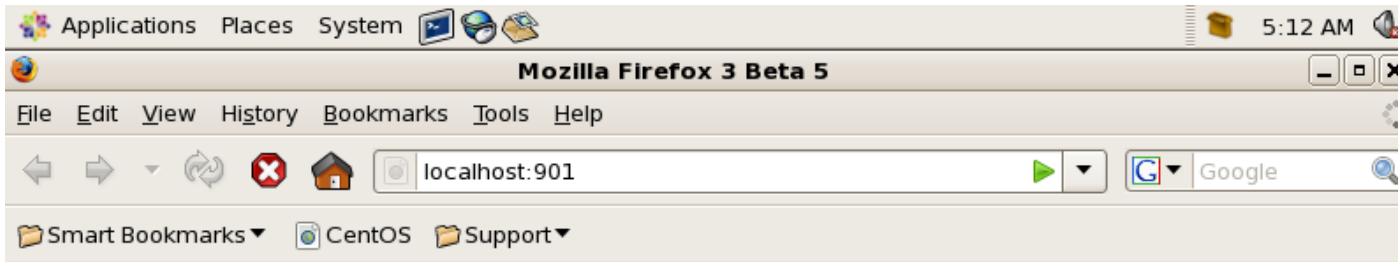 Applications Places System 5:12 AM
Mozilla Firefox 3 Beta 5
File Edit View History Bookmarks Tools Help
localhost:901 G Google
Smart Bookmarks CentOS Support